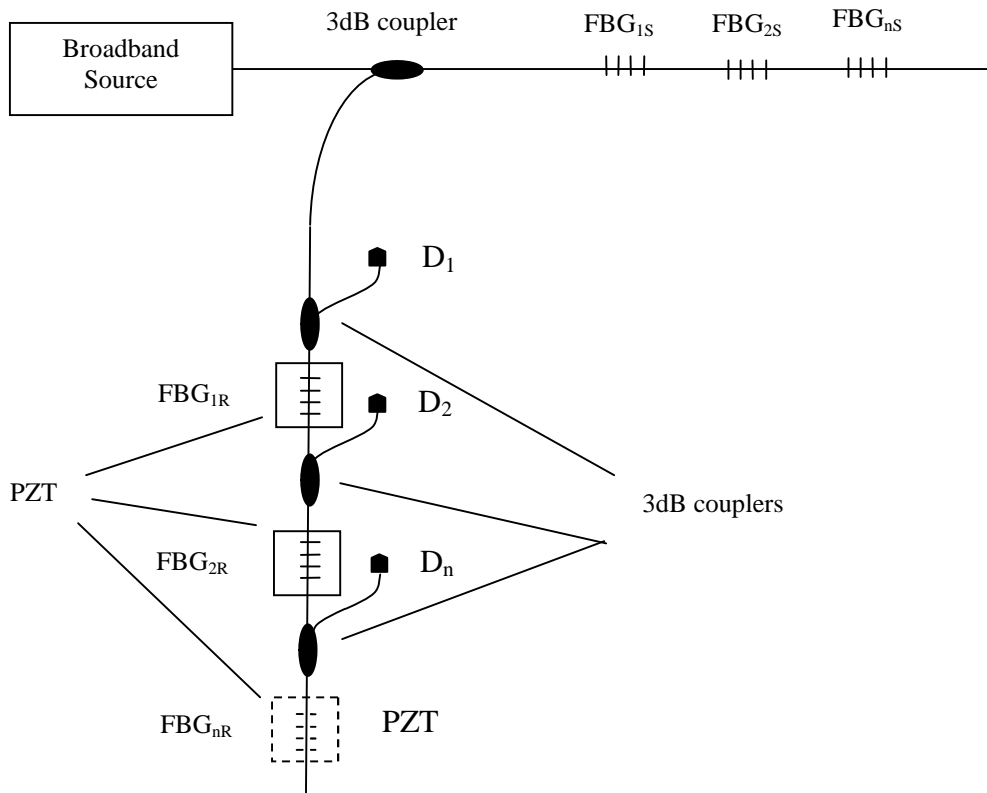 3dB coupler
FBG1S
FBG2S
FBGnS
Broadband
Source
D1
FBG1R
D2
PZT
3dB couplers
FBG2R
Dn
FBGnR
PZT